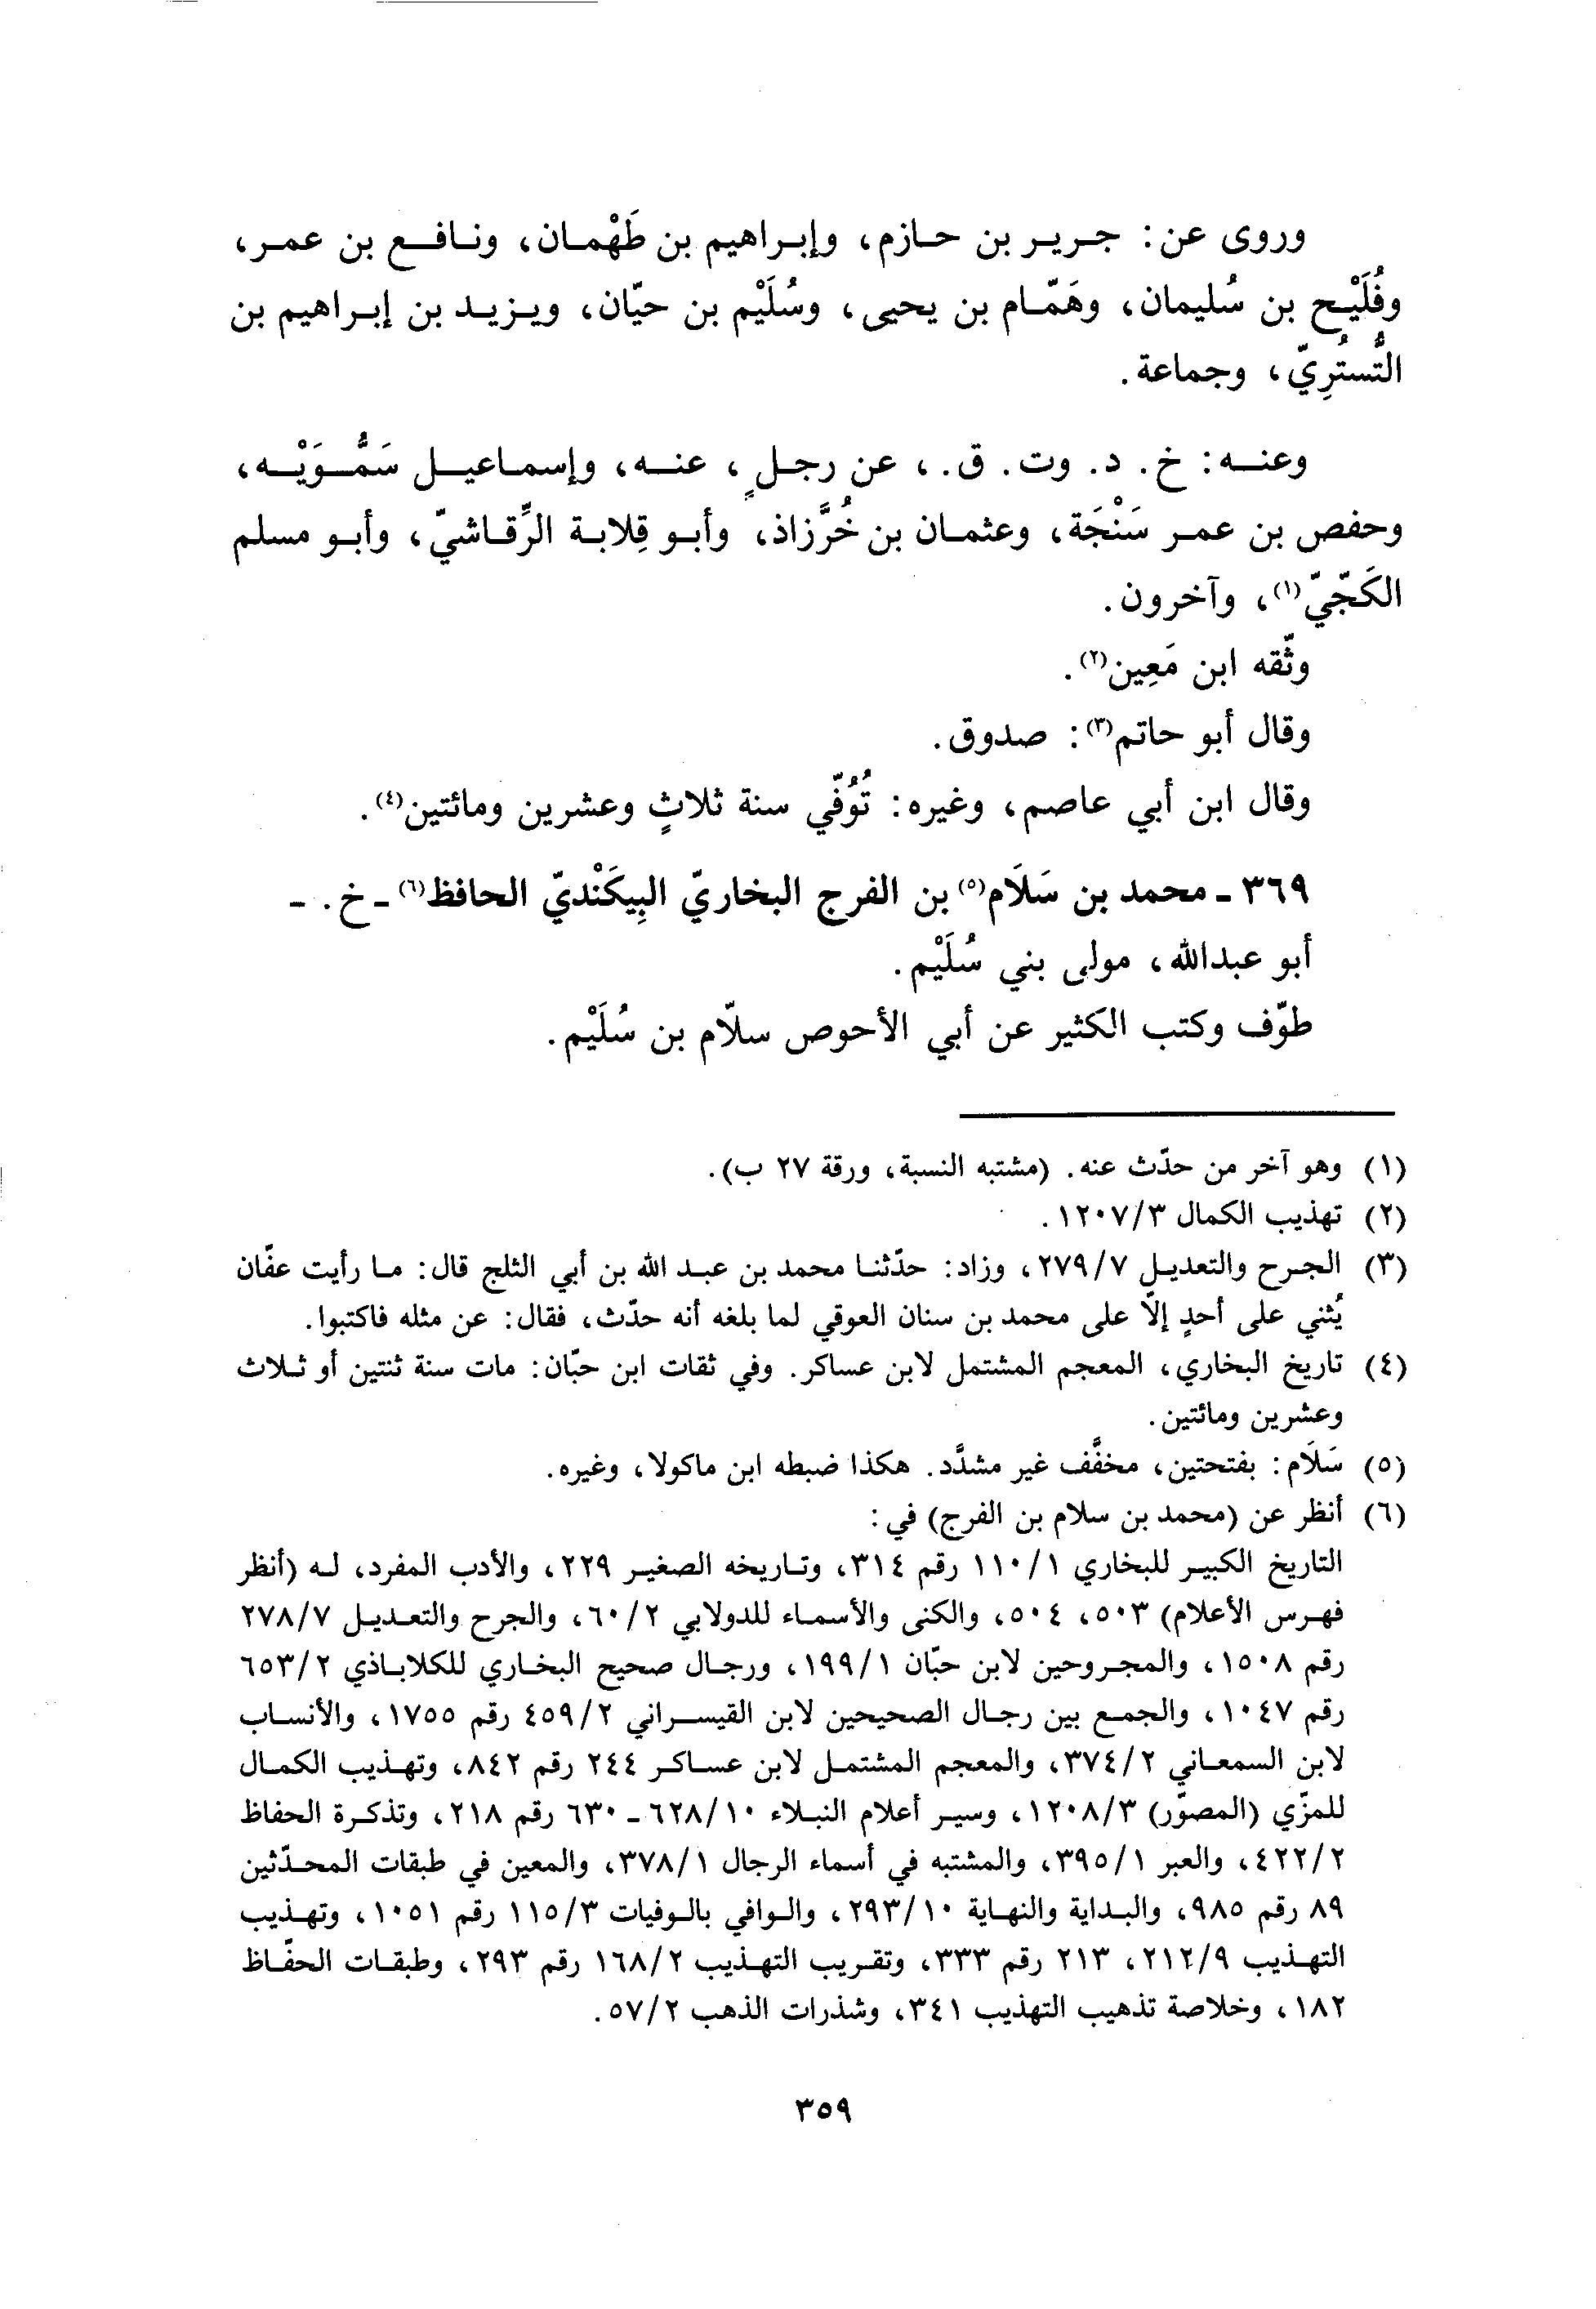 وروى عن: جرير بن حازم، وإبراهيم بن طَهْمان، ونافع بن عمر،
وفُلَيْح بن سُليمان، وهَمّام بن يحيى، وسُلَيْم بن حيّان، ويزيد بن إبراهيم بن
التُّستُرِيّ، وجماعة.
وعنه: خ. د. وت. ق.، عن رجلٍ، عنه، وإسماعيل سَمُّوَيْه،
وحفص بن عمر سَنْجَة، وعثمان بن خُرَّزاذ، وأبو قِلابة الرَّقاشيّ، وأبو مسلم
الكَجّيّ(١)، وآخرون.
وثّقه ابن مَعِين(٢).
وقال أبو حاتم(٣): صدوق.
وقال ابن أبي عاصم، وغيره: تُوُفّي سنة ثلاثٍ وعشرين ومائتين(٤).
٣٦٩ - محمد بن سَلَام(٥) بن الفرج البخاريّ البِيكَنْديّ الحافظ(٦) - خ. -
أبو عبدالله، مولى بني سُلَيْم.
طوّف وكتب الكثير عن أبي الأحوص سلّام بن سُلَيْم.
(١) وهو آخر من حدّث عنه. (مشتبه النسبة، ورقة ٢٧ ب).
(٢) تهذيب الكمال ١٢٠٧/٣.
(٣) الجرح والتعديل ٢٧٩/٧، وزاد: حدّثنا محمد بن عبد الله بن أبي الثلج قال: ما رأيت عفّان
يُثني على أحدٍ إلّا على محمد بن سنان العوقي لما بلغه أنه حدّث، فقال: عن مثله فاكتبوا.
(٤) تاريخ البخاري، المعجم المشتمل لابن عساكر. وفي ثقات ابن حبّان: مات سنة ثنتين أو ثلاث
وعشرين ومائتين.
(٥) سَلَام: بفتحتين، مخفَّف غير مشدَّد. هكذا ضبطه ابن ماكولا، وغيره.
(٦) أنظر عن (محمد بن سلام بن الفرج) في:
التاريخ الكبير للبخاري ١١٠/١ رقم ٣١٤، وتاريخه الصغير ٢٢٩، والأدب المفرد، له (أنظر
فهرس الأعلام) ٥٠٣، ٥٠٤، والكنى والأسماء للدولابي ٦٠/٢، والجرح والتعديل ٢٧٨/٧
رقم ١٥٠٨، والمجروحين لابن حبّان ١٩٩/١، ورجال صحيح البخاري للكلاباذي ٦٥٣/٢
رقم ١٠٤٧، والجمع بين رجال الصحيحين لابن القيسراني ٤٥٩/٢ رقم ١٧٥٥، والأنساب
لابن السمعاني ٣٧٤/٢، والمعجم المشتمل لابن عساكر ٢٤٤ رقم ٨٤٢، وتهذيب الكمال
للمزّي (المصوّر) ١٢٠٨/٣، وسير أعلام النبلاء ٦٢٨/١٠ - ٦٣٠ رقم ٢١٨، وتذكرة الحفاظ
٤٢٢/٢، والعبر ٣٩٥/١، والمشتبه في أسماء الرجال ٣٧٨/١، والمعين في طبقات المحدّثين
٨٩ رقم ٩٨٥، والبداية والنهاية ٢٩٣/١٠، والوافي بالوفيات ١١٥/٣ رقم ١٠٥١، وتهذيب
التهذيب ٢١٢/٩، ٢١٣ رقم ٣٣٣، وتقريب التهذيب ١٦٨/٢ رقم ٢٩٣، وطبقات الحفّاظ
١٨٢، وخلاصة تذهيب التهذيب ٣٤١، وشذرات الذهب ٥٧/٢.
٣٥٩